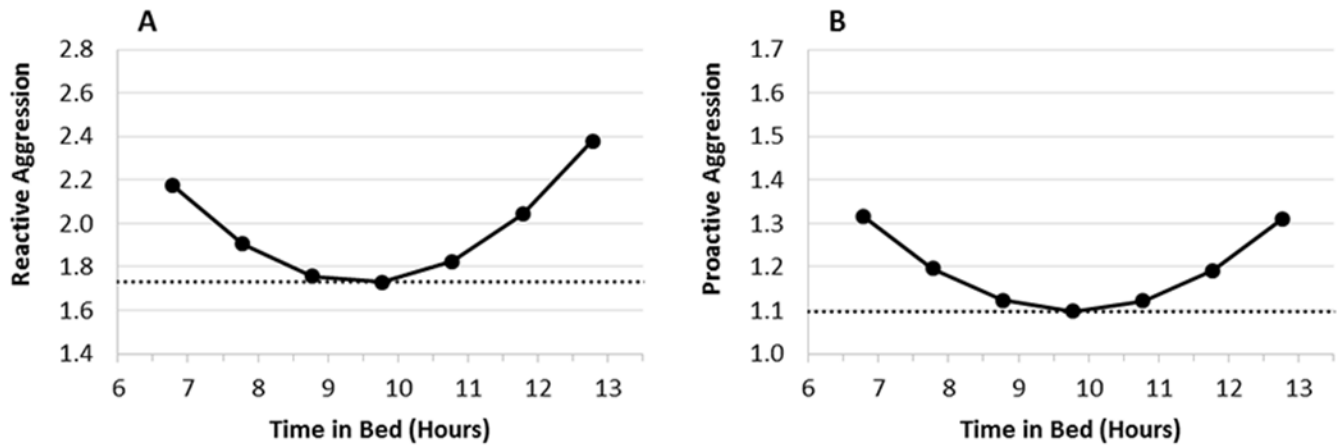 A
Reactive Aggression
2.8
2.6
2.4
2.2
2.0
1.8
1.6
1.4
6 7 8 9 10 11 12 13
Time in Bed (Hours)
B
Proactive Aggression
1.7
1.6
1.5
1.4
1.3
1.2
1.1
1.0
6 7 8 9 10 11 12 13
Time in Bed (Hours)